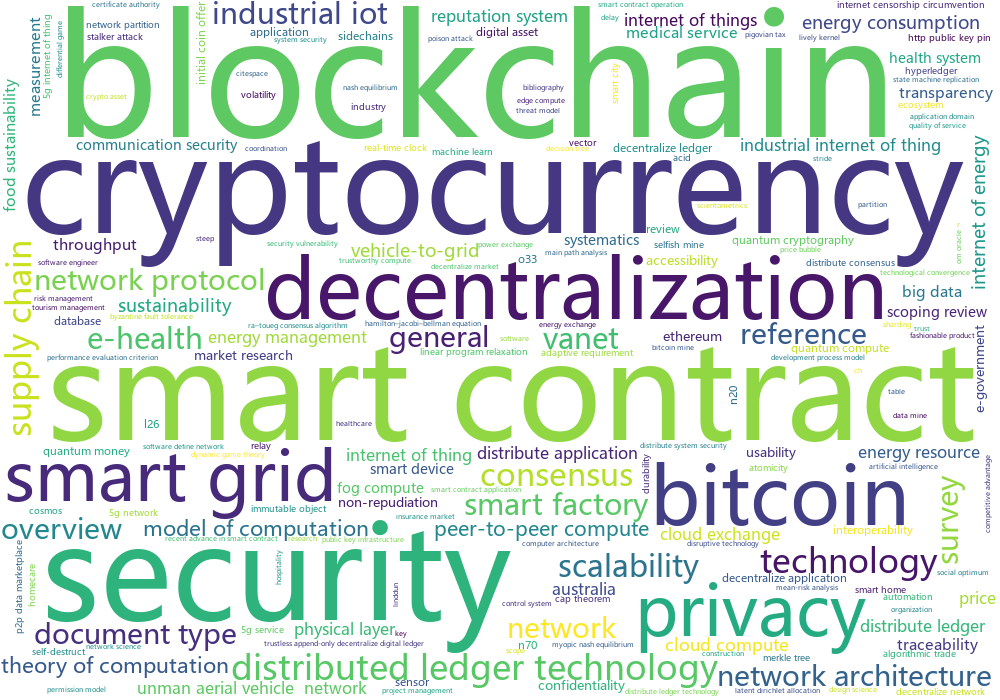 certificate authority
smart contract operation
internet censorship circumvention
network partition
industrial iot
reputation system
delay
internet of things
energy consumption
stalker attack
application
sidechains
digital asset
medical service
pigovian tax
lively kernel
http public key pin
system security
poison attack
measurement
5g internet of thing
differential game
initial coin offer
blockchain
health system
citespace
hyperledger
state machine replication
food sustainability
crypto asset
volatility
nash equilibrium
bibliography
smart city
transparency
industry
edge compute
threat model
ecosystem
application domain
quality of service
communication security
coordination
real-time clock
machine learn
vector
decision tree
decentralize ledger
acid
industrial internet of thing
stride
internet of energy
cryptocurrency
scientometrics
partition
review
throughput
steep
security vulnerability
vehicle-to-grid
power exchange
systematics
main path analysis
selfish mine
quantum cryptography
price bubble
software engineer
trustworthy compute
decentralize market
o33
accessibility
distribute consensus
technological convergence
supply chain
network protocol
decentralization
big data
risk management
tourism management
sustainability
scoping review
database
byzantine fault tolerance
ra-toueg consensus algorithm
hamilton-jacobi-bellman equation
energy exchange
sharding
trust
e-health
energy management
general
software
vanet
ethereum
bitcoin mine
reference
fashionable product
performance evaluation criterion
market research
linear program relaxation
adaptive requirement
quantum compute
development process model
e-government
smart contract
cn
table
n20
data mine
l26
healthcare
quantum money
software define network
relay
dynamic game theory
internet of thing
distribute application
distribute system security
usability
energy resource
smart grid
smart device
consensus
durability
atomicity
artificial intelligence
competitive advantage
fog compute
smart contract application
bitcoin
survey
cosmos
5g network
immutable object
non-repudiation
insurance market
smart factory
overview
model of computation
peer-to-peer compute
cloud exchange
interoperability
recent advance in smart contract
research
public key infrastructure
computer architecture
disruptive technology
p2p data marketplace
homecare
security
hospitality
linddun
scalability
technology
social optimum
australia
decentralize application
mean-risk analysis
smart home
control system
cap theorem
automation
price
organization
privacy
document type
5g service
physical layer
key
network
distribute ledger
self-destruct
network science
trustless append-only decentralize digital ledger
n70
myopic nash equilibrium
cloud compute
traceability
scopu
construction
merkle tree
algorithmic trade
theory of computation
distributed ledger technology
network architecture
permission model
unman aerial vehicle network
sensor
project management
confidentiality
distribute ledger technology
latent dirichlet allocation
design science
decentralize network